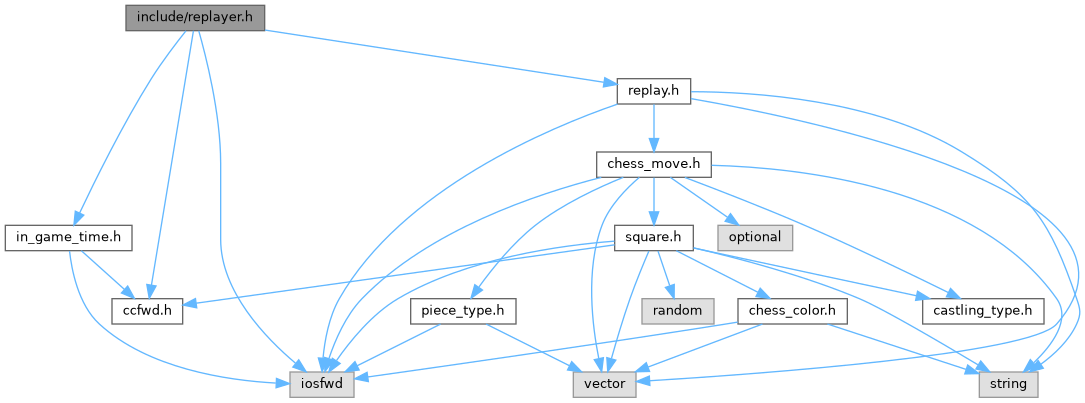 include/replayer.h
replay.h
chess_move.h
in_game_time.h
square.h
optional
ccfwd.h
piece_type.h
random
chess_color.h
castling_type.h
iosfwd
vector
string